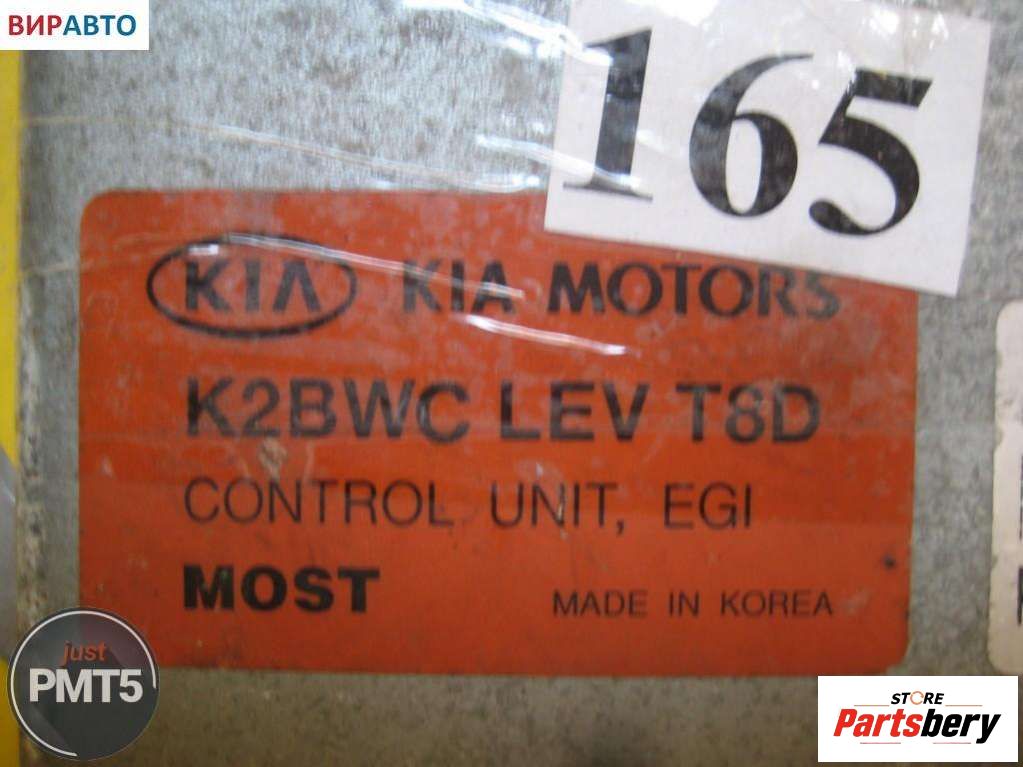 ВИРАВТО
165
KIA KIA MOTORS
K2BWC LEV T8D
CONTROL UNIT, EGI
MOST MADE IN KOREA
just
PMT5
STORE
Partsbery